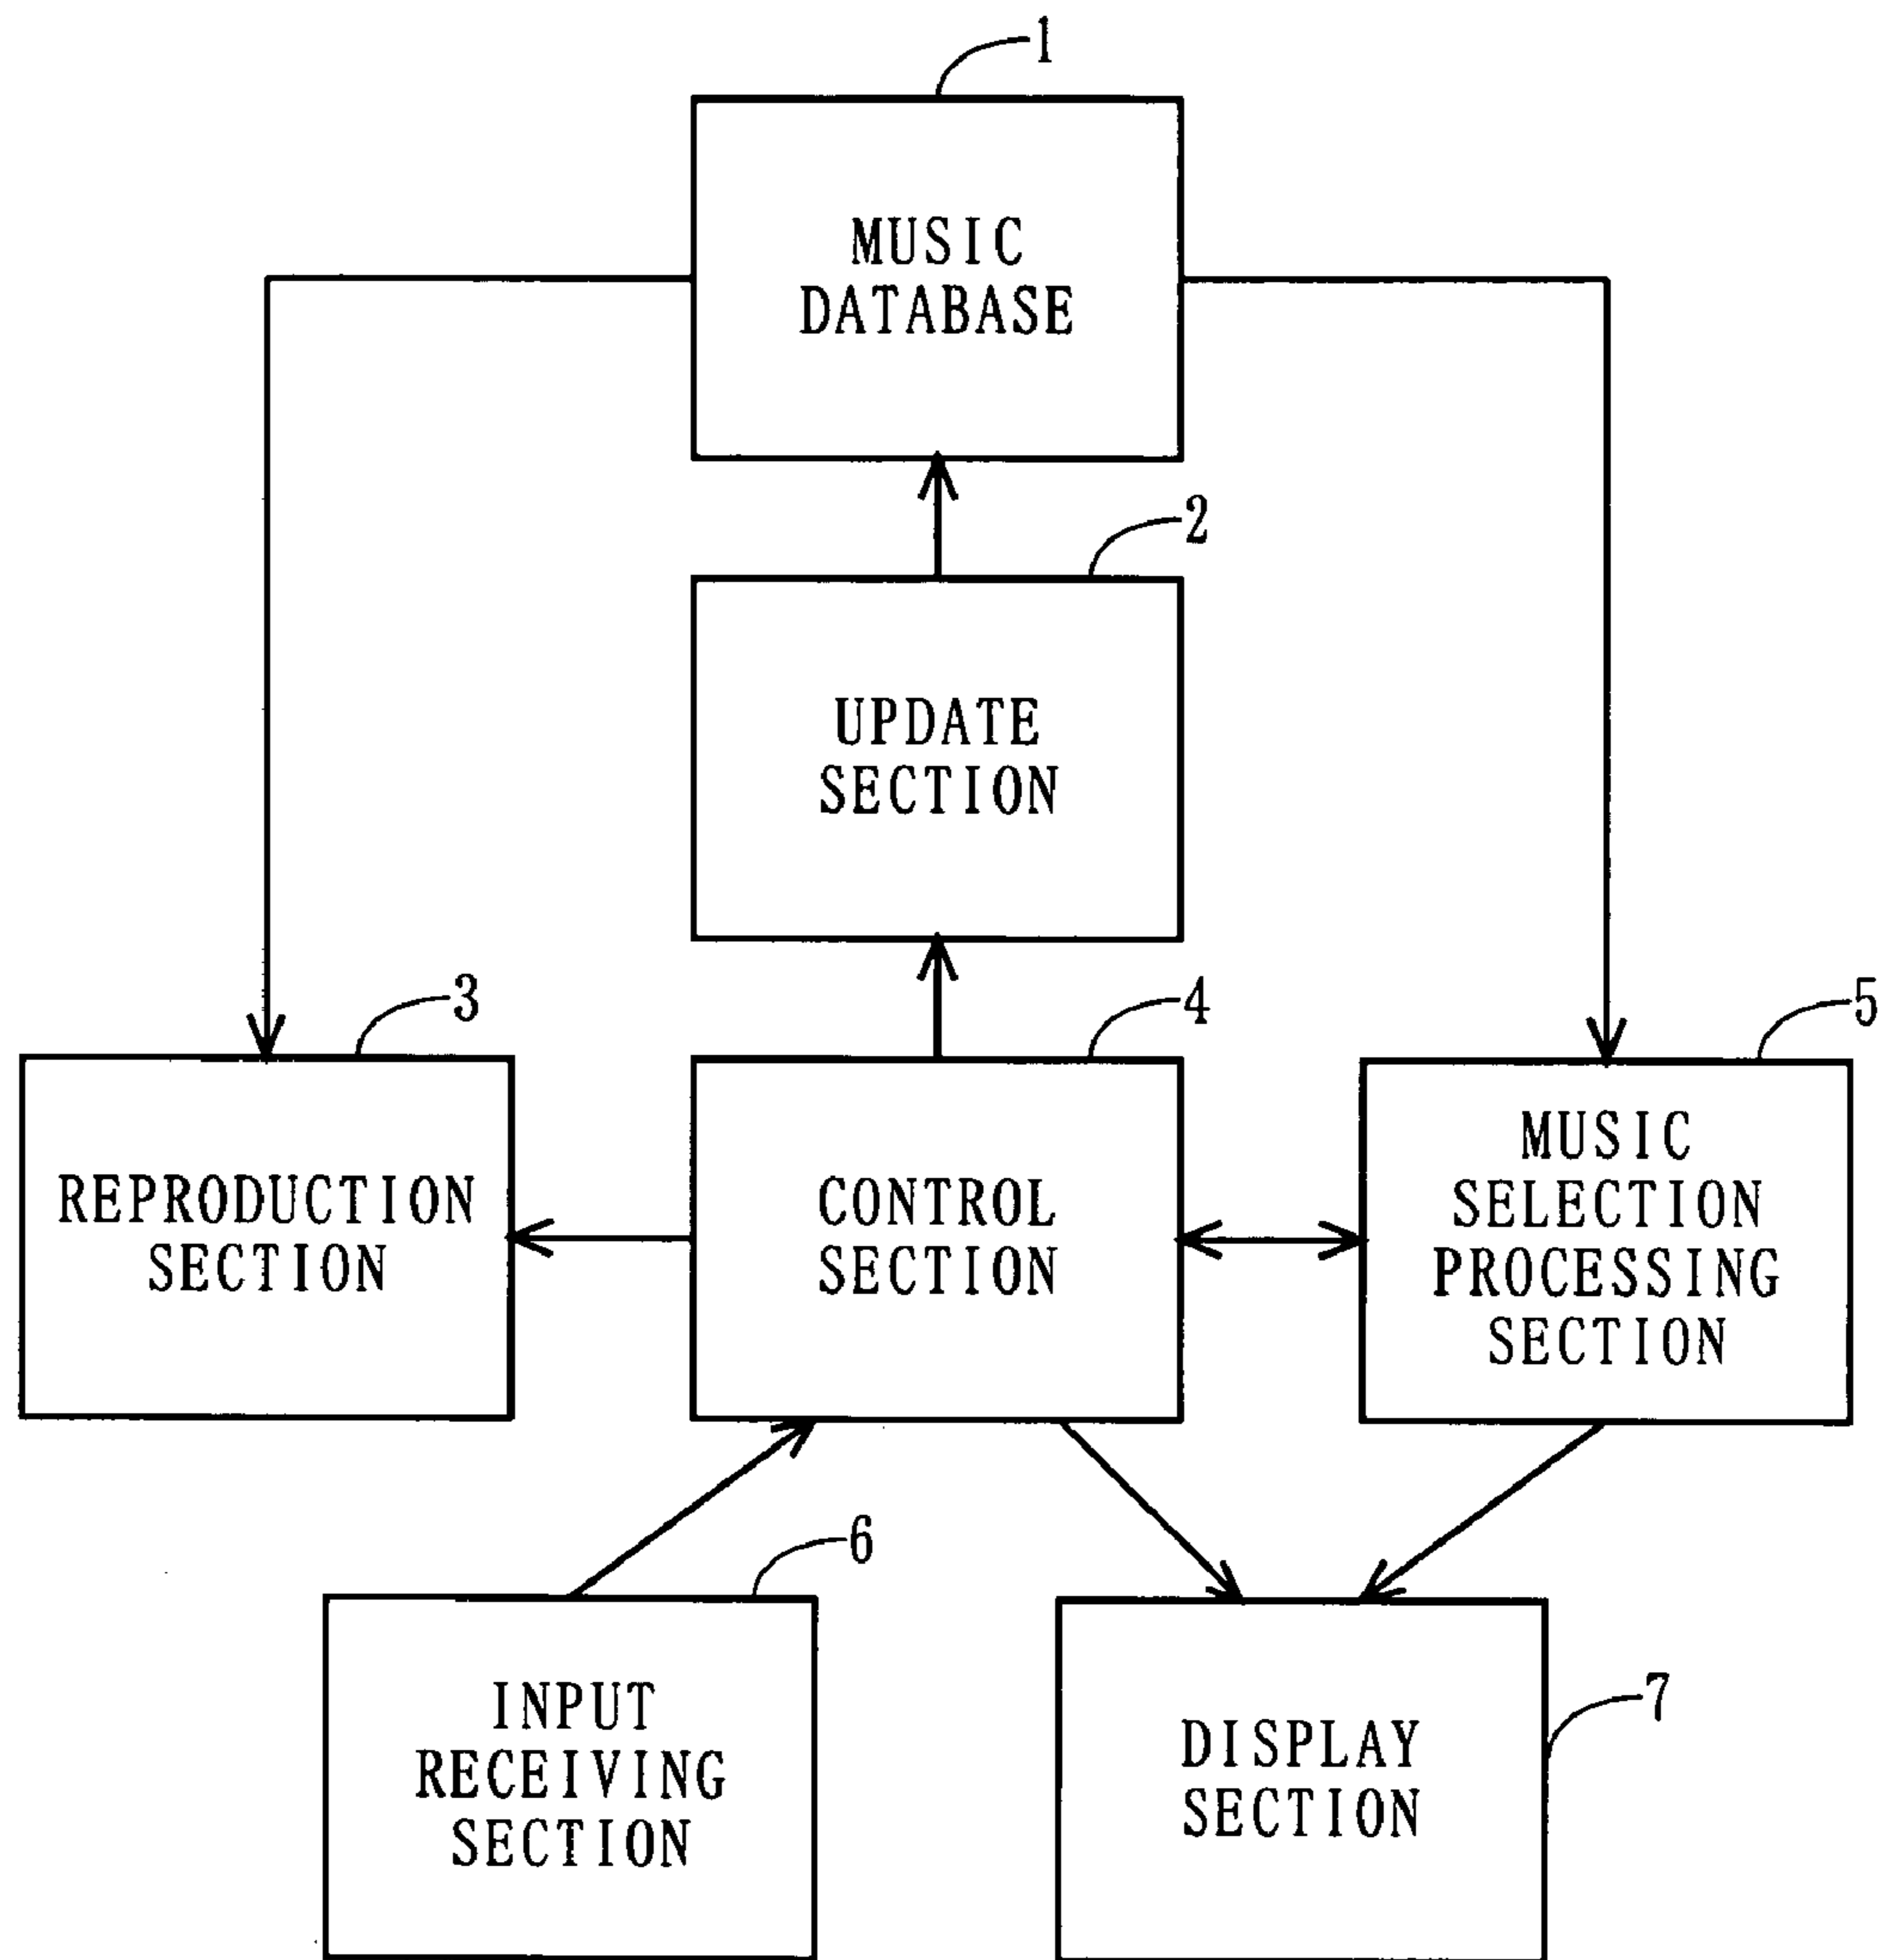 1
MUSIC
DATABASE
2
UPDATE
SECTION
3
REPRODUCTION
SECTION
4
CONTROL
SECTION
5
MUSIC
SELECTION
PROCESSING
SECTION
6
INPUT
RECEIVING
SECTION
7
DISPLAY
SECTION